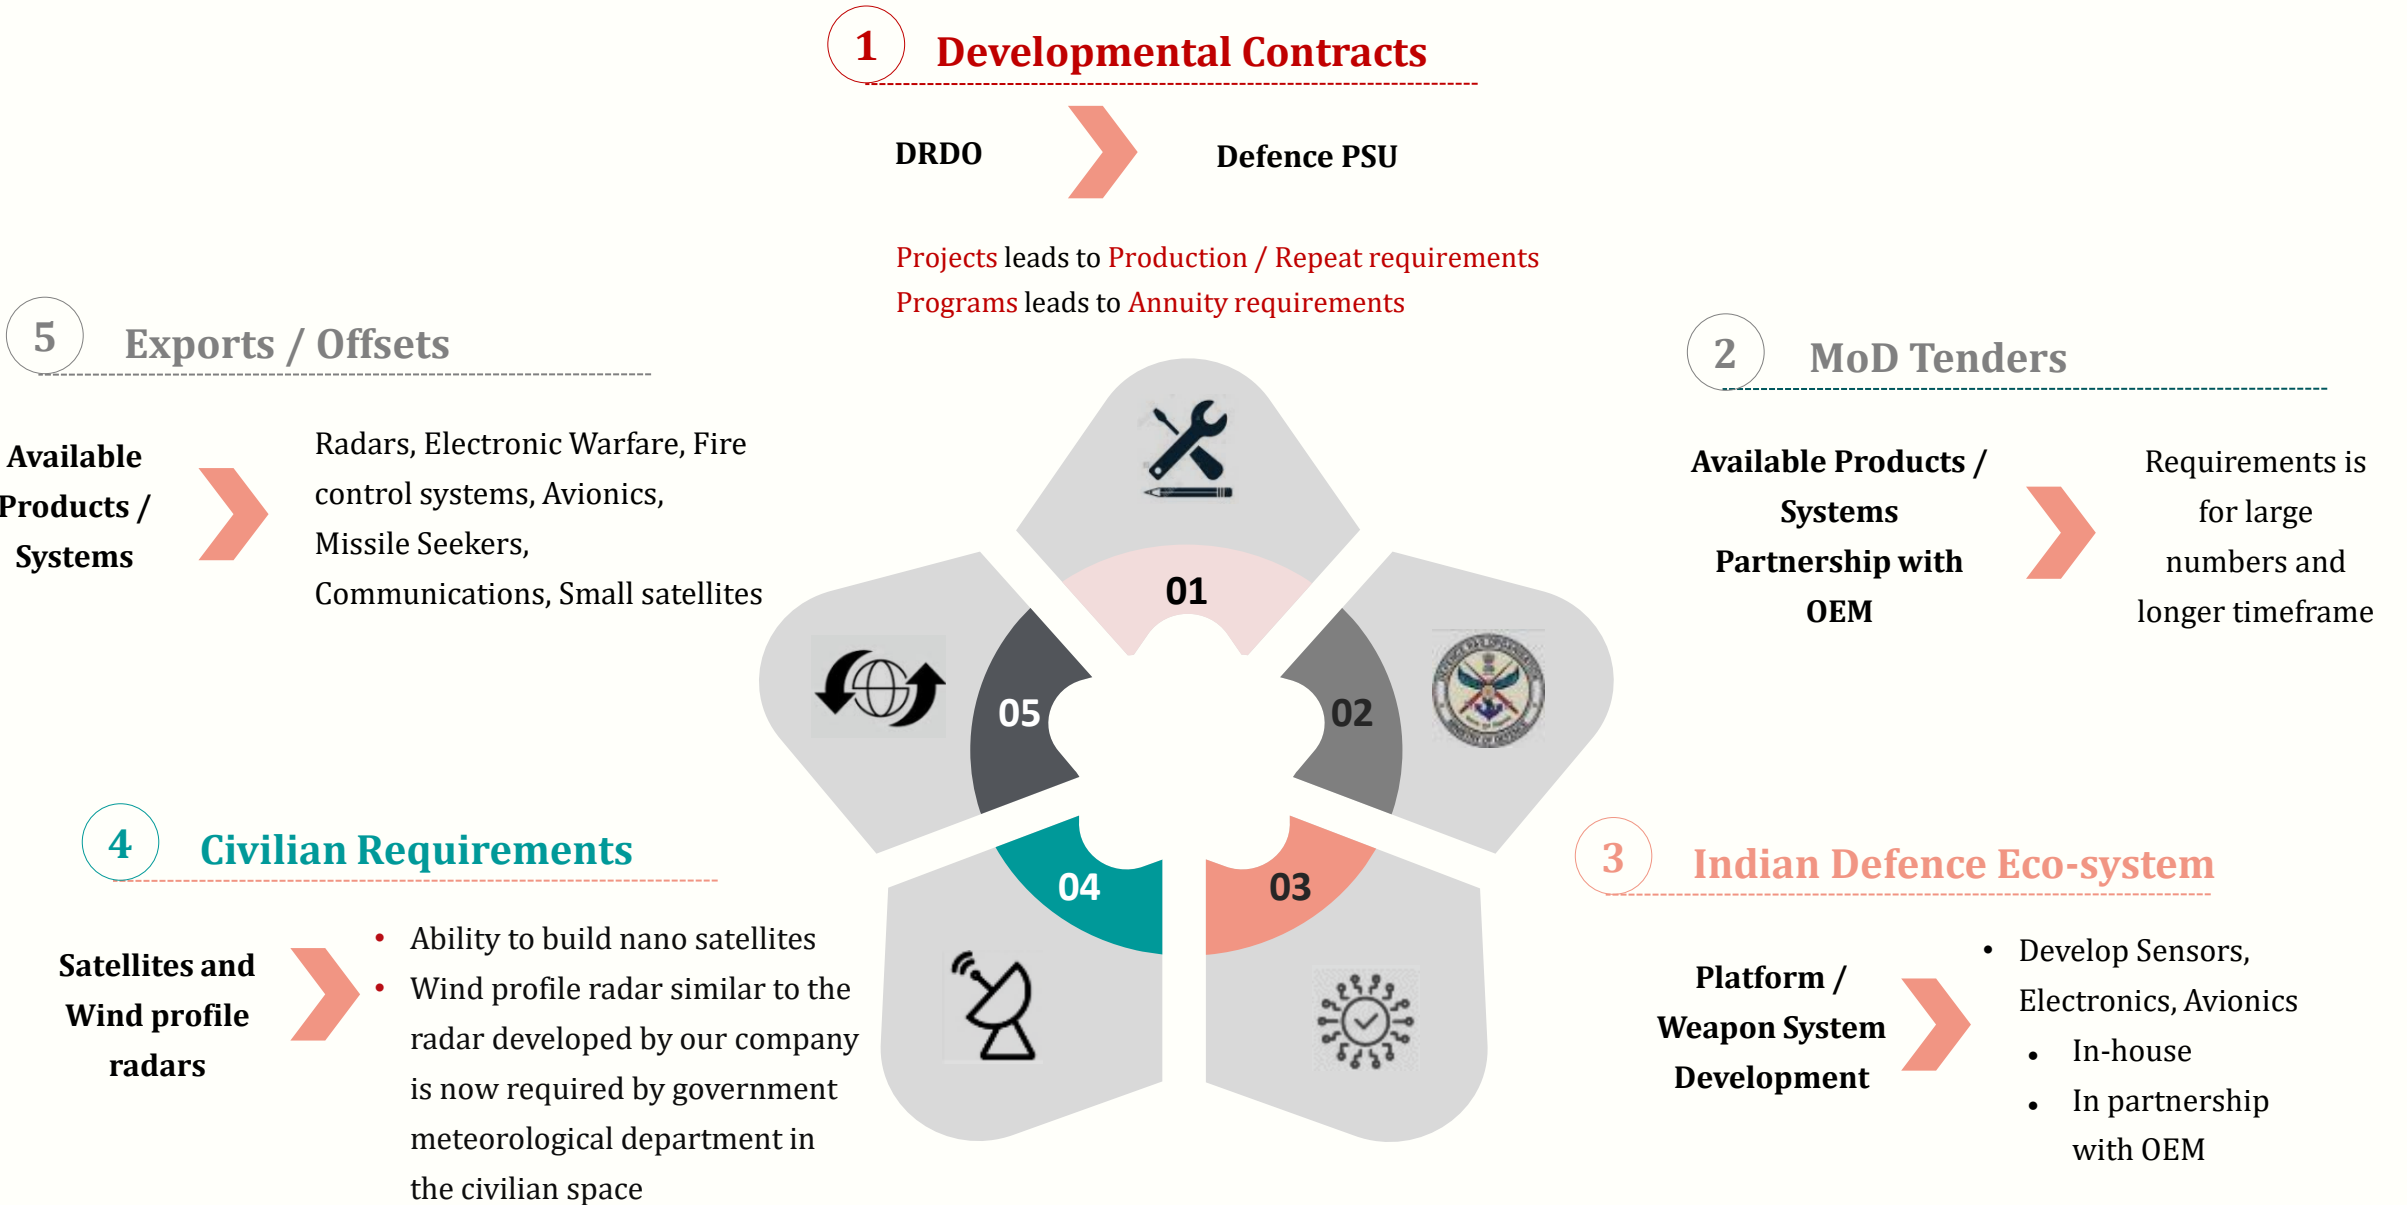 1
Developmental Contracts
DRDO
Defence PSU
Projects leads to Production / Repeat requirements
Programs leads to Annuity requirements
5
Exports / Offsets
Available
Products /
Systems
Radars, Electronic Warfare, Fire
control systems, Avionics,
Missile Seekers,
Communications, Small satellites
2
MoD Tenders
Available Products /
Systems
Partnership with
OEM
Requirements is
for large
numbers and
longer timeframe
01
02
03
04
05
MINISTRY OF DEFENCE
4
Civilian Requirements
Satellites and
Wind profile
radars
• Ability to build nano satellites
• Wind profile radar similar to the
radar developed by our company
is now required by government
meteorological department in
the civilian space
3
Indian Defence Eco-system
Platform /
Weapon System
Development
• Develop Sensors,
Electronics, Avionics
• In-house
• In partnership
with OEM